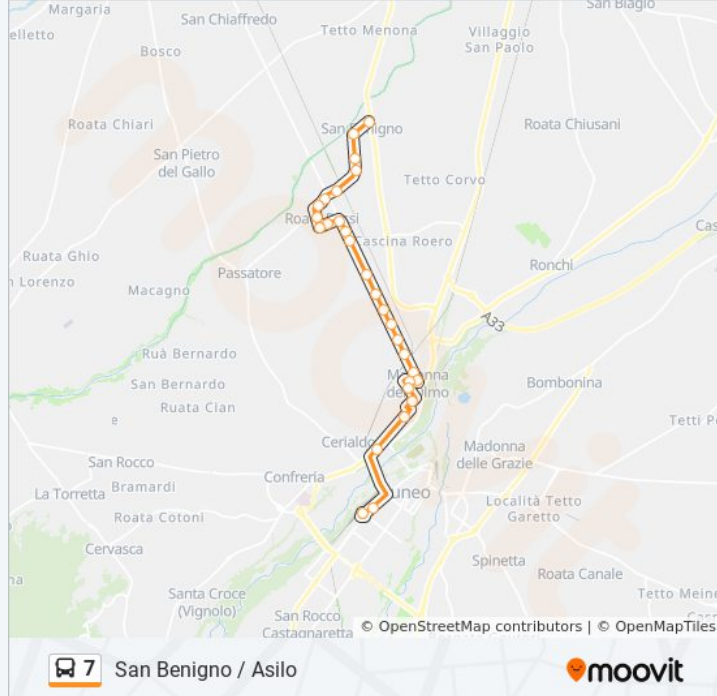 San Biagio
Margaria
San Chiaffredo
Tetto Menona
Villaggio
San Paolo
elletto
Bosco
Roata Chiari
San Benigno
Roata Chiusani
San Pietro
del Gallo
Tetto Corvo
Cas
Ruata Ghio
Cascina Roero
n Lorenzo
Passatore
Ronchi
Macagno
A33
Ruà Bernardo
San Bernardo
Bombonina
Ruata Clan
e
Tetti P
Cerialdo
Madonna
delle Grazie
San Rocco
Confreria
La Torretta
Bramardi
uneo
Località Tetto
Garetto
Roata Cotoni
Cervasca
Spinetta
na
Roata Canale
Santa Croce
(Vignolo)
Tetto Meine
San Rocco
Castagnaretta
© OpenStreetMap contributors | © OpenMapTiles
7 San Benigno / Asilo
moovit